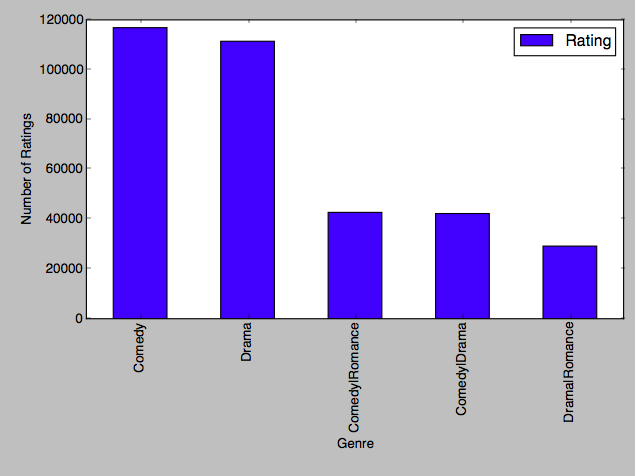 120000
100000
80000
60000
40000
20000
0
Number of Ratings
Rating
Comedy
Drama
Comedy|Romance
Comedy|Drama
Drama|Romance
Genre